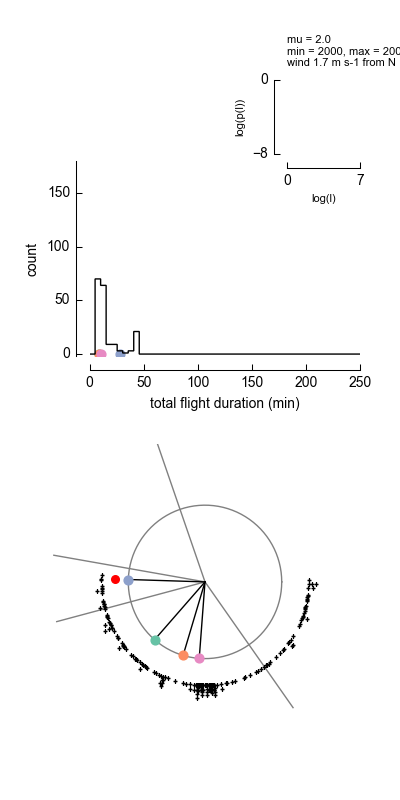 mu = 2.0
min = 2000, max = 200
wind 1.7 m s-1 from N
log(p(l))
0
−8
0 7
log(l)
count
150
100
50
0
0 50 100 150 200 250
total flight duration (min)